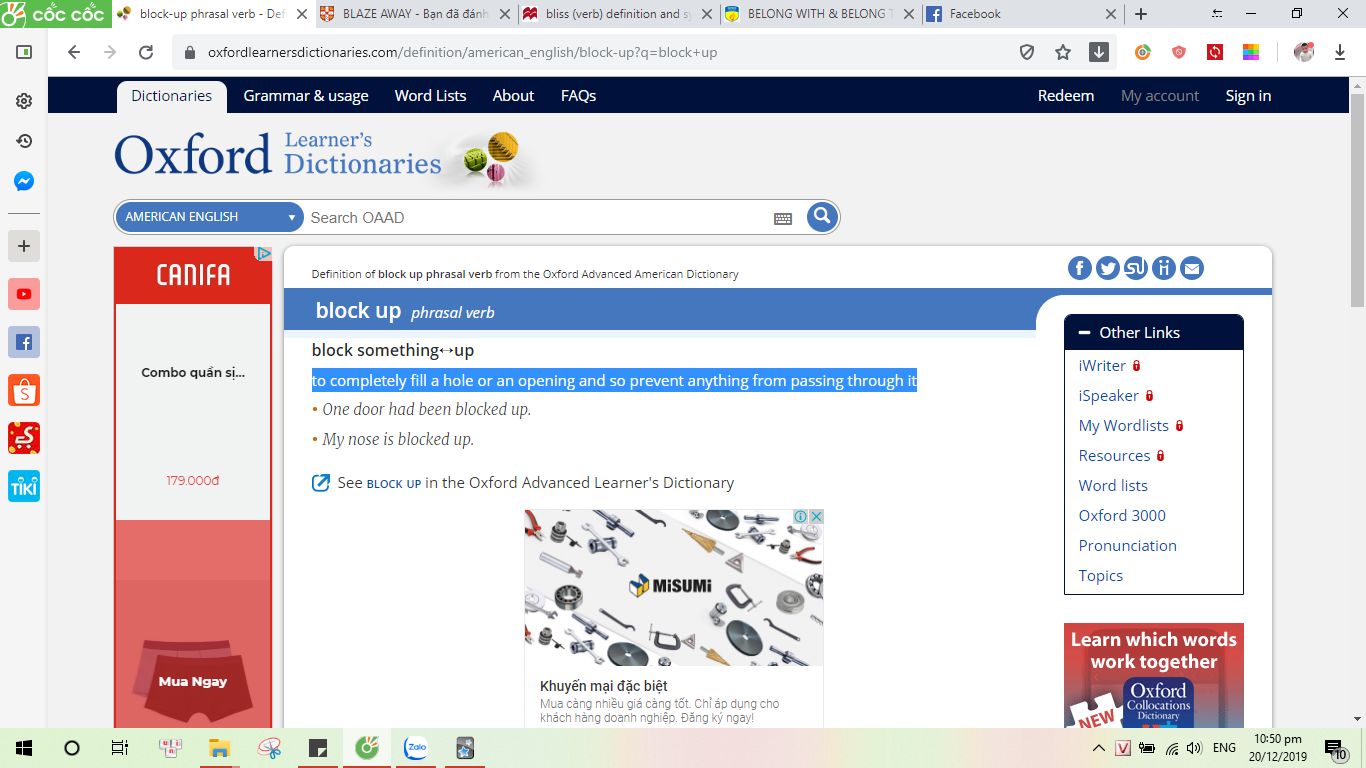 cốc cốc
block-up phrasal verb - Def
BLAZE AWAY - Bạn đã đánh
bliss (verb) definition and sy
BELONG WITH & BELONG T
Facebook
oxfordlearnersdictionaries.com/definition/american_english/block-up?q=block+up
Dictionaries
Grammar & usage
Word Lists
About
FAQs
Redeem
My account
Sign in
Oxford Learner's Dictionaries
AMERICAN ENGLISH
Search OAAD
CANIFA
Combo quần sị...
179.000đ
Mua Ngay
Definition of block up phrasal verb from the Oxford Advanced American Dictionary
block up phrasal verb
block something↔up
to completely fill a hole or an opening and so prevent anything from passing through it
• One door had been blocked up.
• My nose is blocked up.
See BLOCK UP in the Oxford Advanced Learner's Dictionary
MiSUMi
Khuyến mại đặc biệt
Mua càng nhiều giá càng tốt. Chỉ áp dụng cho
khách hàng doanh nghiệp. Đăng ký ngay!
Other Links
iWriter
iSpeaker
My Wordlists
Resources
Word lists
Oxford 3000
Pronunciation
Topics
Learn which words
work together
NEW
Oxford
Collocations
Dictionary
TIKI
Zalo
V
ENG
10:50 pm
20/12/2019
10